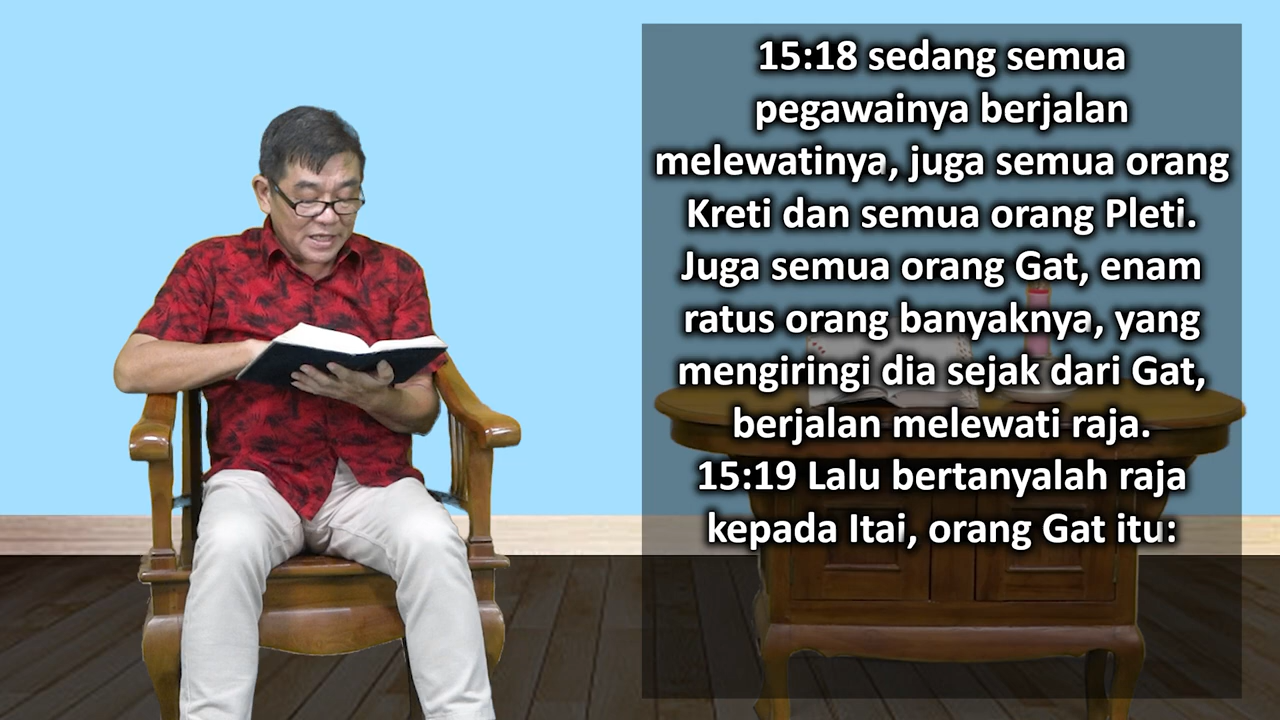 15:18 sedang semua
pegawainya berjalan
melewatinya, juga semua orang
Kreti dan semua orang Pleti.
Juga semua orang Gat, enam
ratus orang banyaknya, yang
mengiringi dia sejak dari Gat,
berjalan melewati raja.
15:19 Lalu bertanyalah raja
kepada Itai, orang Gat itu: